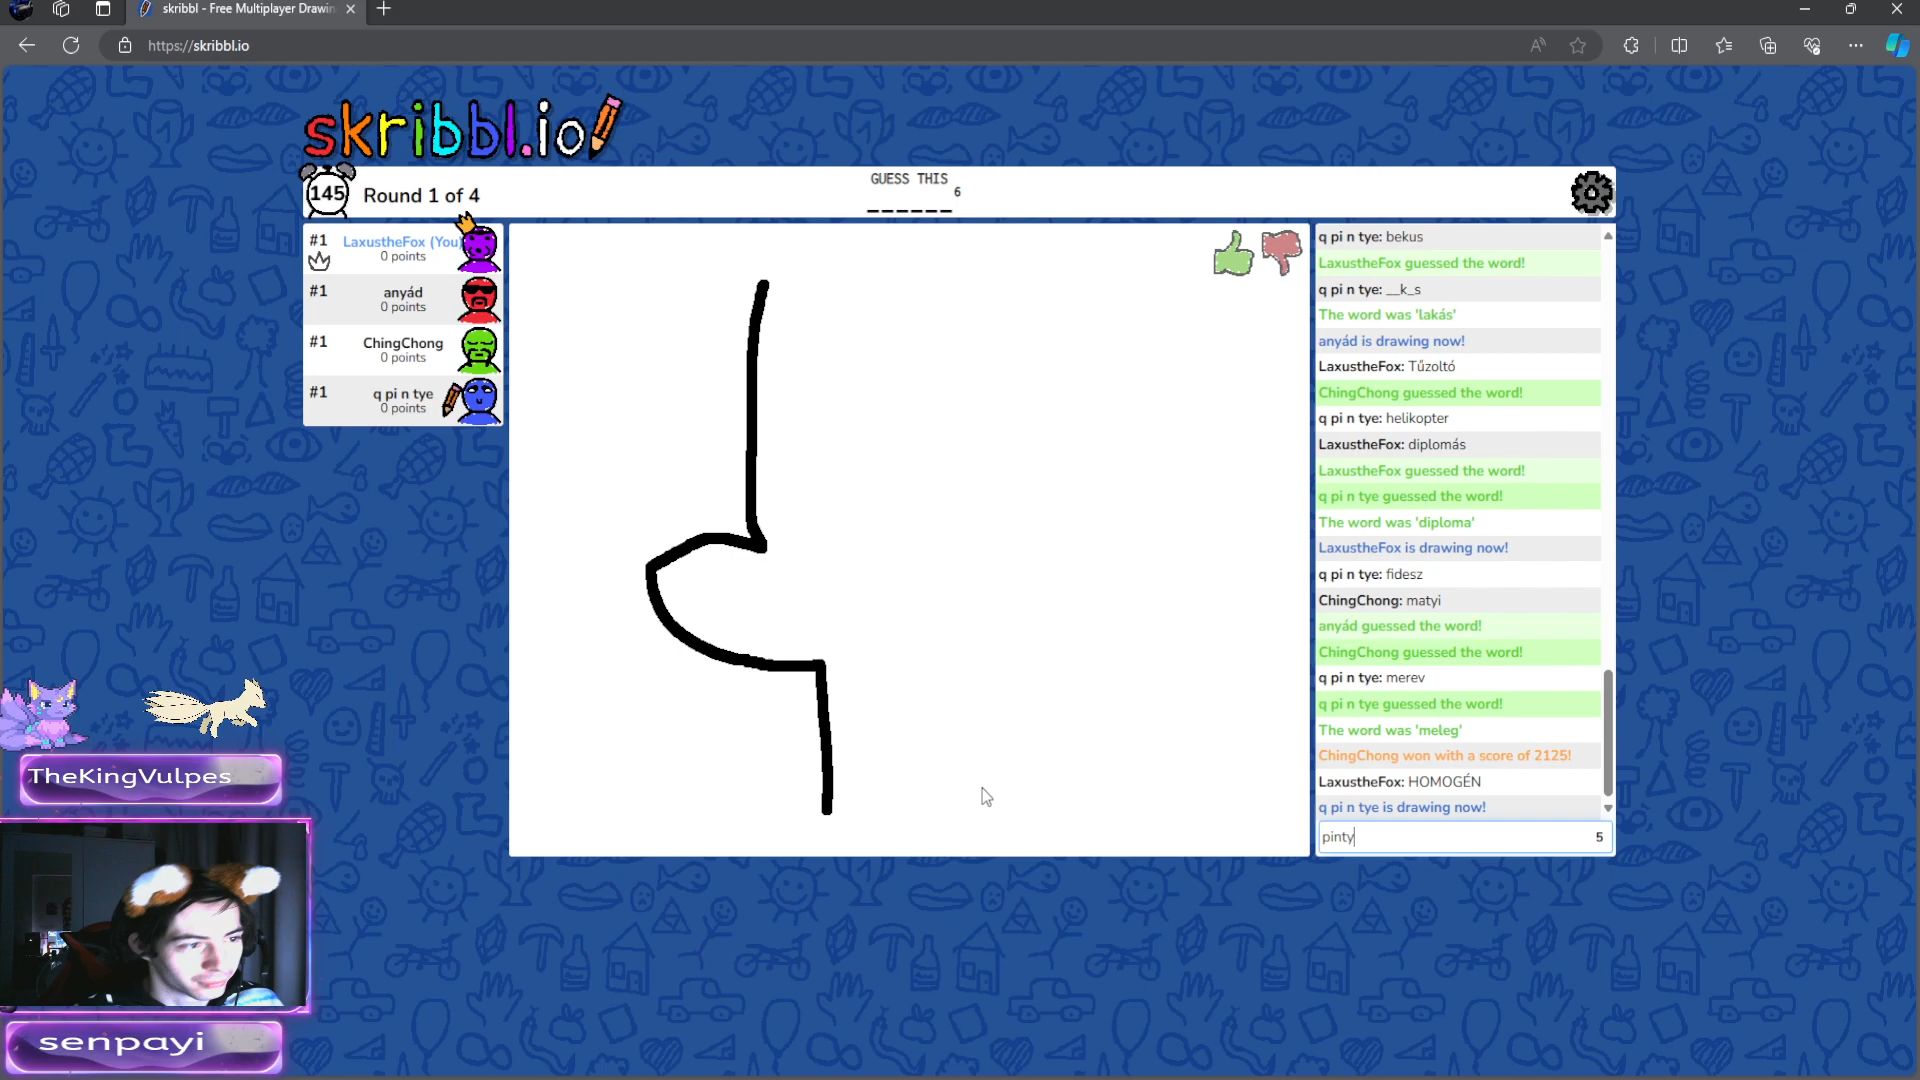 skribbl - Free Multiplayer Drawin
https://skribbl.io
skribbl.io
145
Round 1 of 4
GUESS THIS
6
______
#1
LaxustheFox (You)
0 points
#1
anyád
0 points
#1
ChingChong
0 points
#1
q pi n tye
0 points
q pi n tye: bekus
LaxustheFox guessed the word!
q pi n tye: __k_s
The word was 'lakás'
anyád is drawing now!
LaxustheFox: Tűzoltó
ChingChong guessed the word!
q pi n tye: helikopter
LaxustheFox: diplomás
LaxustheFox guessed the word!
q pi n tye guessed the word!
The word was 'diploma'
LaxustheFox is drawing now!
q pi n tye: fidesz
ChingChong: matyi
anyád guessed the word!
ChingChong guessed the word!
q pi n tye: merev
q pi n tye guessed the word!
The word was 'meleg'
ChingChong won with a score of 2125!
LaxustheFox: HOMOGÉN
q pi n tye is drawing now!
pinty
5
TheKingVulpes
senpayi